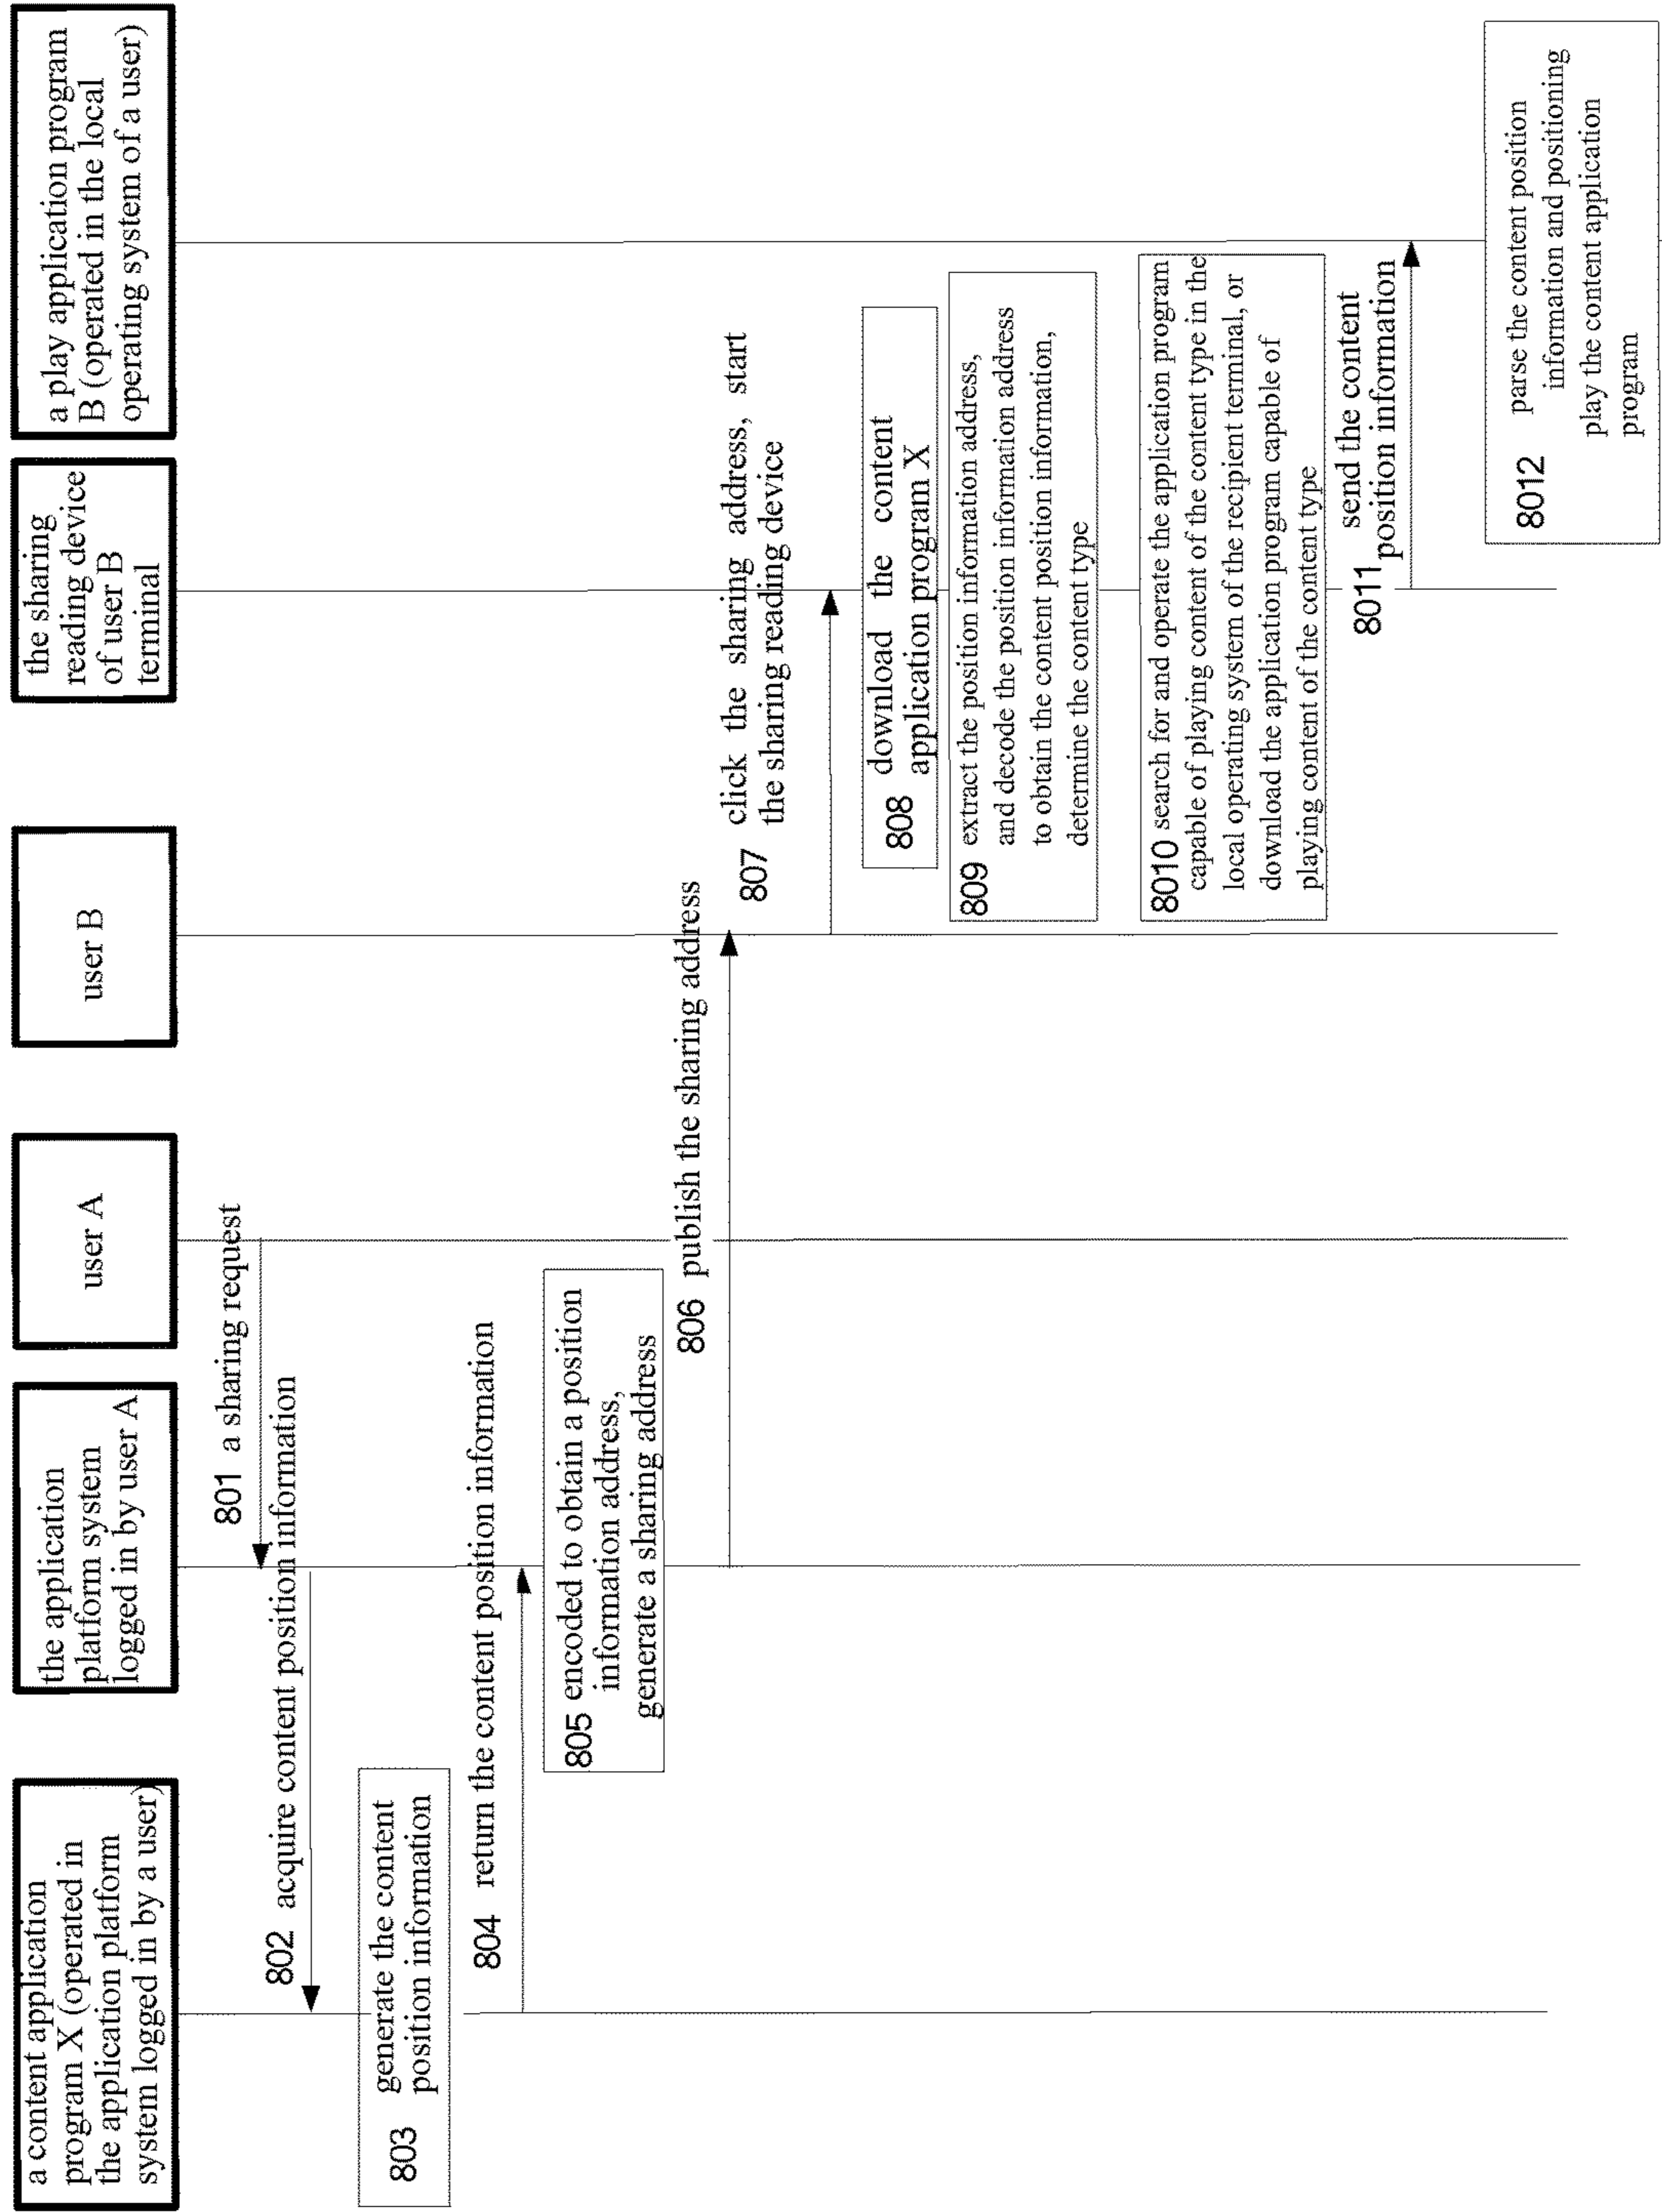 a content application
program X (operated in
the application platform
system logged in by a user)
the application
platform system
logged in by user A
user A
user B
the sharing
reading device
of user B
terminal
a play application program
B (operated in the local
operating system of a user)
801 a sharing request
802 acquire content position information
803 generate the content
position information
804 return the content position information
805 encoded to obtain a position
information address,
generate a sharing address
806 publish the sharing address
807 click the sharing address, start
the sharing reading device
808 download the content
application program X
809 extract the position information address,
and decode the position information address
to obtain the content position information,
determine the content type
8010 search for and operate the application program
capable of playing content of the content type in the
local operating system of the recipient terminal, or
download the application program capable of
playing content of the content type
8011 send the content
position information
8012 parse the content position
information and positioning
play the content application
program